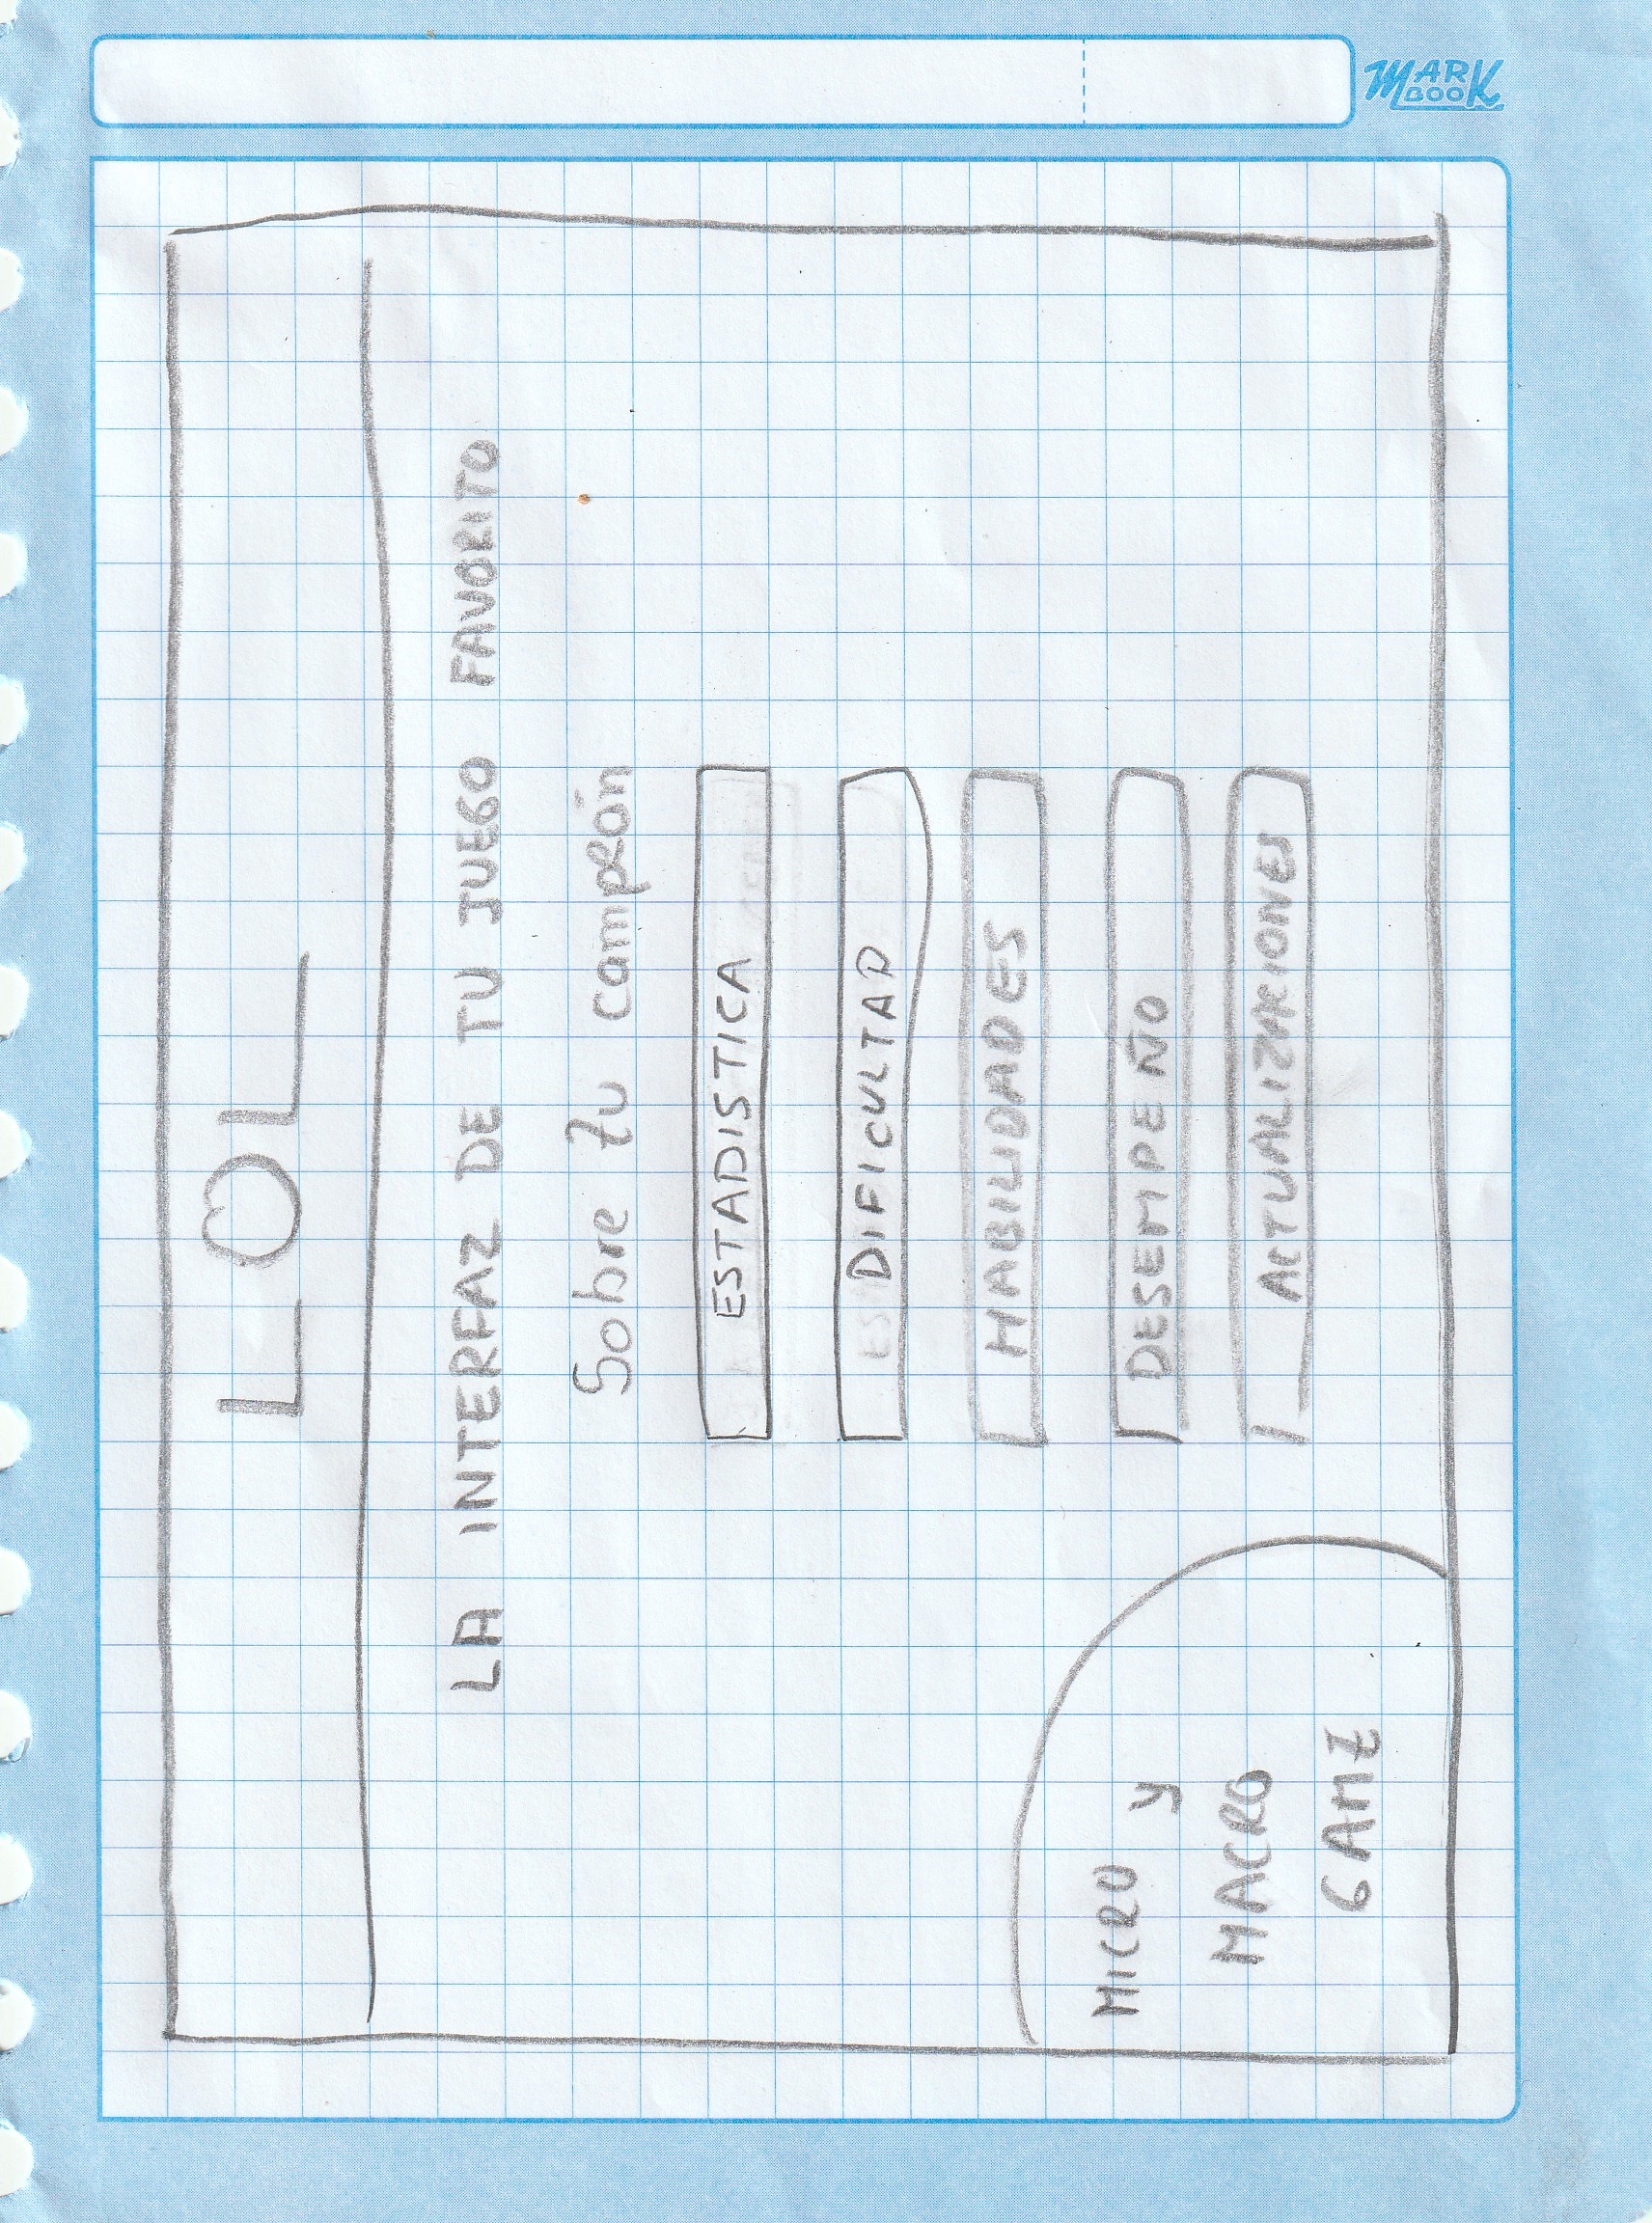 LOL
LA INTERFAZ DE TU JUEGO FAVORITO
Sobre tu campeón
ESTADISTICA
DIFICULTAD
HABILIDADES
DESEMPEÑO
ACTUALIZACIONES
MICRO
y
MACRO
GAME
MARK
BOOK